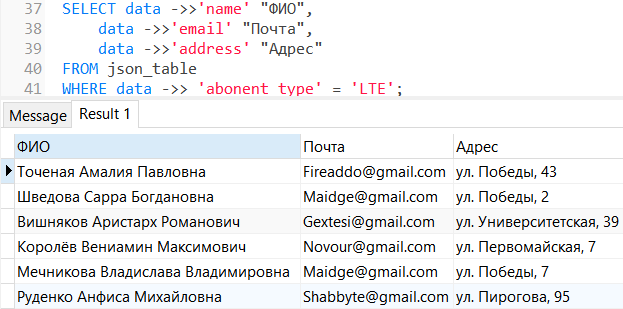 37 SELECT data ->>'name' "ФИО",
38 data ->>'email' "Почта",
39 data ->>'address' "Адрес"
40 FROM json_table
41 WHERE data ->> 'abonent type' = 'LTE';
Message Result 1
ФИО Почта Адрес
Точеная Амалия Павловна Fireaddo@gmail.com ул. Победы, 43
Шведова Сарра Богдановна Maidge@gmail.com ул. Победы, 2
Вишняков Аристарх Романович Gextesi@gmail.com ул. Университетская, 39
Королёв Вениамин Максимович Novour@gmail.com ул. Первомайская, 7
Мечникова Владислава Владимировна Maidge@gmail.com ул. Победы, 7
Руденко Анфиса Михайловна Shabbyte@gmail.com ул. Пирогова, 95